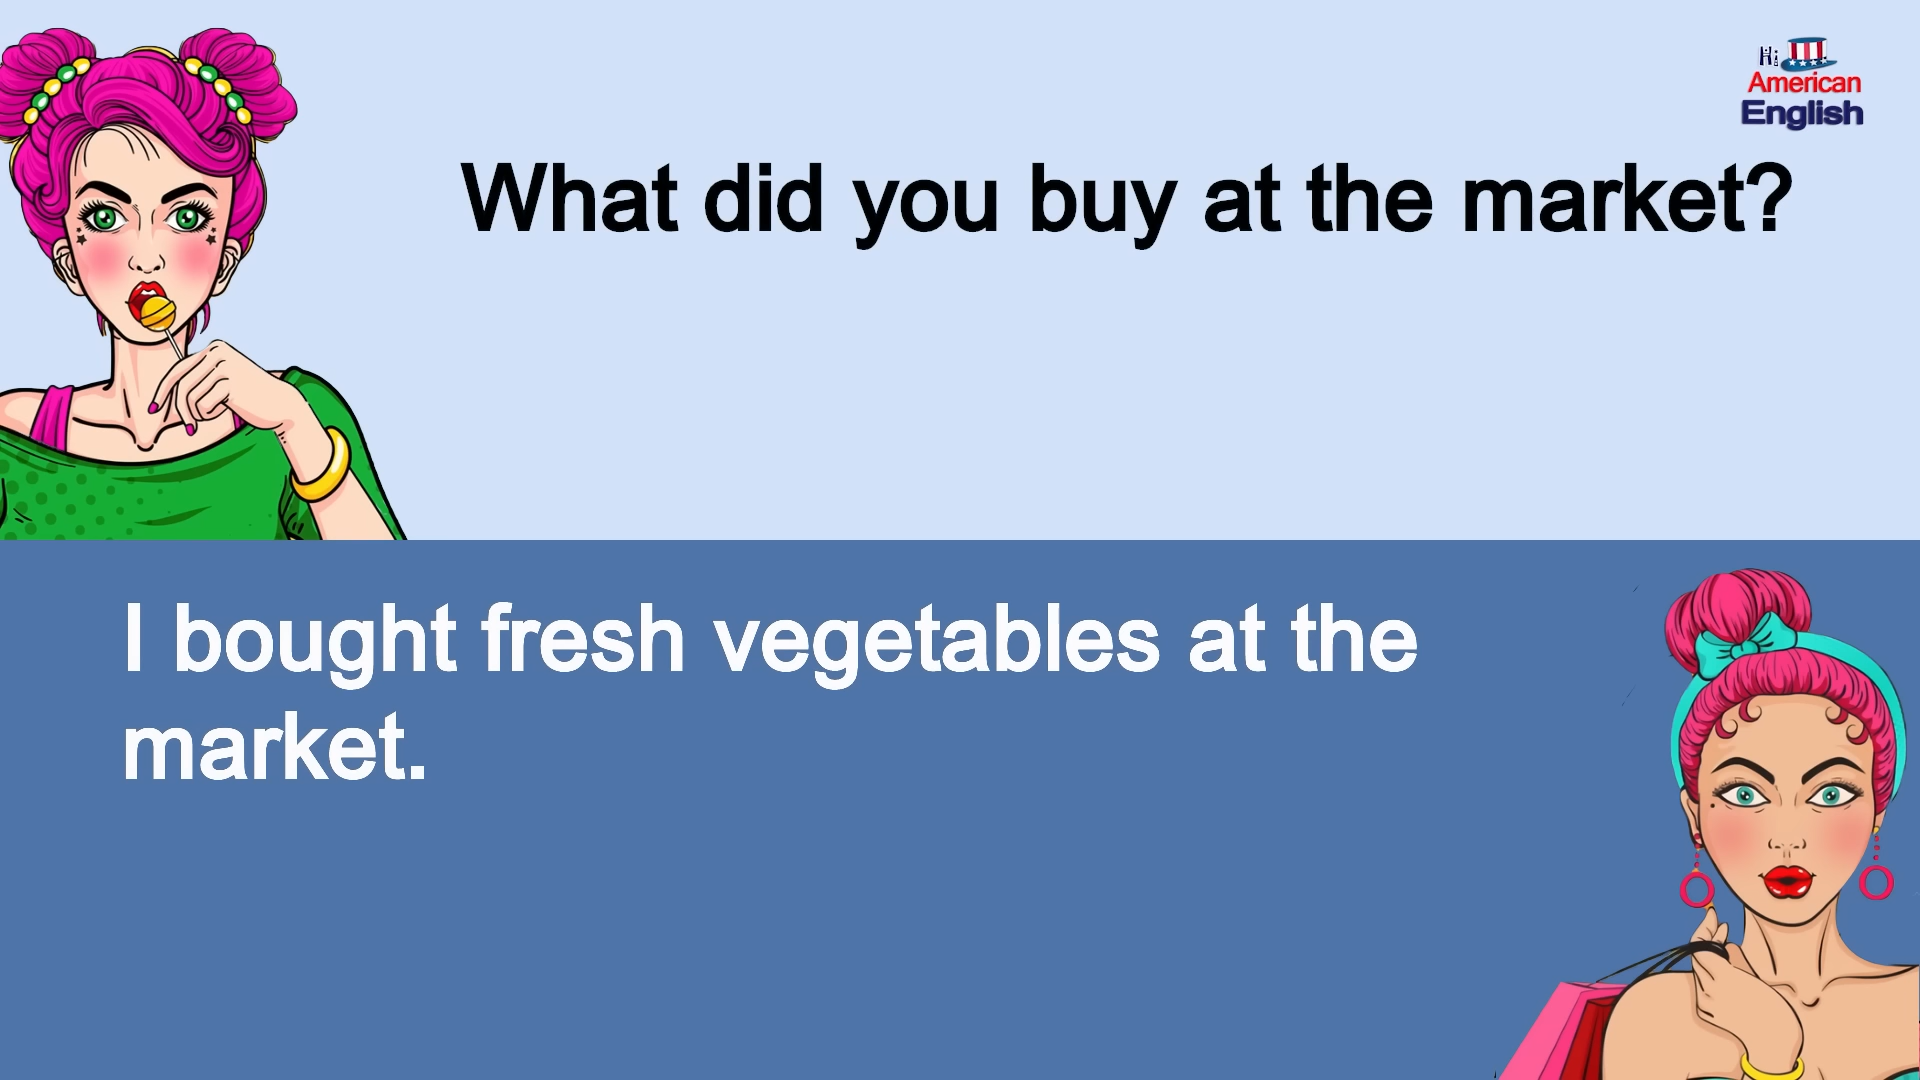 Hi
American
English
What did you buy at the market?
I bought fresh vegetables at the
market.